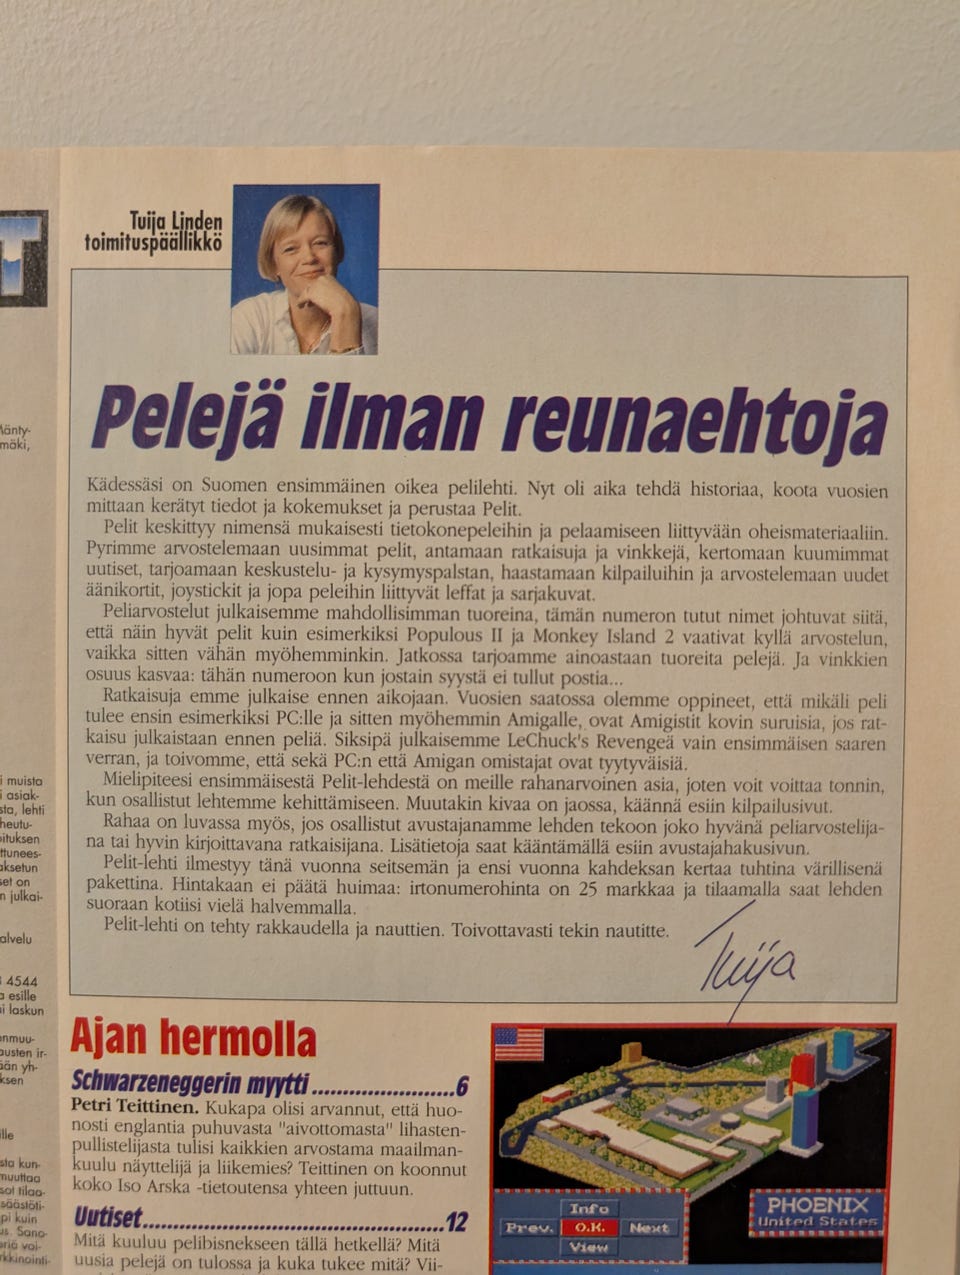 Tuija Linden
toimituspäällikkö
Pelejä ilman reunaehtoja
Kädessäsi on Suomen ensimmäinen oikea pelilehti. Nyt oli aika tehdä historiaa, koota vuosien
mittaan kerätyt tiedot ja kokemukset ja perustaa Pelit.
Pelit keskittyy nimensä mukaisesti tietokonepeleihin ja pelaamiseen liittyvään oheismateriaaliin.
Pyrimme arvostelemaan uusimmat pelit, antamaan ratkaisuja ja vinkkejä, kertomaan kuumimmat
uutiset, tarjoamaan keskustelu- ja kysymyspalstan, haastamaan kilpailuihin ja arvostelemaan uudet
äänikortit, joystickit ja jopa peleihin liittyvät leffat ja sarjakuvat.
Peliarvostelut julkaisemme mahdollisimman tuoreina, tämän numeron tutut nimet johtuvat siitä,
että näin hyvät pelit kuin esimerkiksi Populous II ja Monkey Island 2 vaativat kyllä arvostelun,
vaikka sitten vähän myöhemminkin. Jatkossa tarjoamme ainoastaan tuoreita pelejä. Ja vinkkien
osuus kasvaa: tähän numeroon kun jostain syystä ei tullut postia...
Ratkaisuja emme julkaise ennen aikojaan. Vuosien saatossa olemme oppineet, että mikäli peli
tulee ensin esimerkiksi PC:lle ja sitten myöhemmin Amigalle, ovat Amigistit kovin suruisia, jos rat-
kaisu julkaistaan ennen peliä. Siksipä julkaisemme LeChuck's Revengeä vain ensimmäisen saaren
verran, ja toivomme, että sekä PC:n että Amigan omistajat ovat tyytyväisiä.
Mielipiteesi ensimmäisestä Pelit-lehdestä on meille rahanarvoinen asia, joten voit voittaa tonnin,
kun osallistut lehtemme kehittämiseen. Muutakin kivaa on jaossa, käännä esiin kilpailusivut.
Rahaa on luvassa myös, jos osallistut avustajanamme lehden tekoon joko hyvänä peliarvostelija-
na tai hyvin kirjoittavana ratkaisijana. Lisätietoja saat kääntämällä esiin avustajahakusivun.
Pelit-lehti ilmestyy tänä vuonna seitsemän ja ensi vuonna kahdeksan kertaa tuhtina värillisenä
pakettina. Hintakaan ei päätä huimaa: irtonumerohinta on 25 markkaa ja tilaamalla saat lehden
suoraan kotiisi vielä halvemmalla.
Pelit-lehti on tehty rakkaudella ja nauttien. Toivottavasti tekin nautitte.
Tuija
Ajan hermolla
Schwarzeneggerin myytti....................6
Petri Teittinen. Kukapa olisi arvannut, että huo-
nosti englantia puhuvasta "aivottomasta" lihasten-
pullistelijasta tulisi kaikkien arvostama maailman-
kuulu näyttelijä ja liikemies? Teittinen on koonnut
koko Iso Arska -tietoutensa yhteen juttuun.
Uutiset.......................................12
Mitä kuuluu pelibisnekseen tällä hetkellä? Mitä
uusia pelejä on tulossa ja kuka tukee mitä? Vii-
Info
Prev. O.K. Next
View
PHOENIX
United States